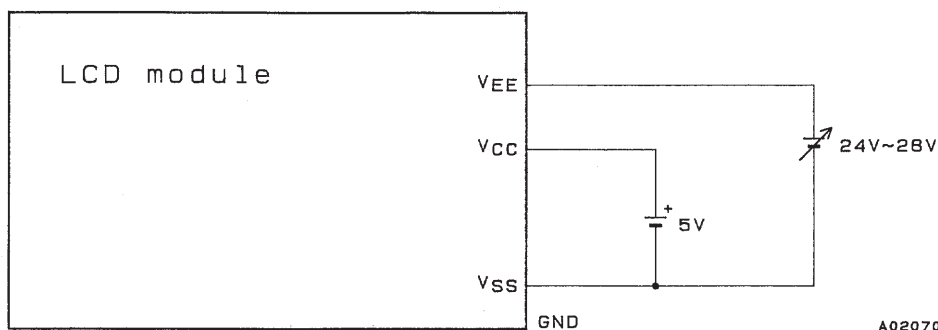 LCD module
VEE
VCC
24V~28V
+
5V
VSS
GND
A02070